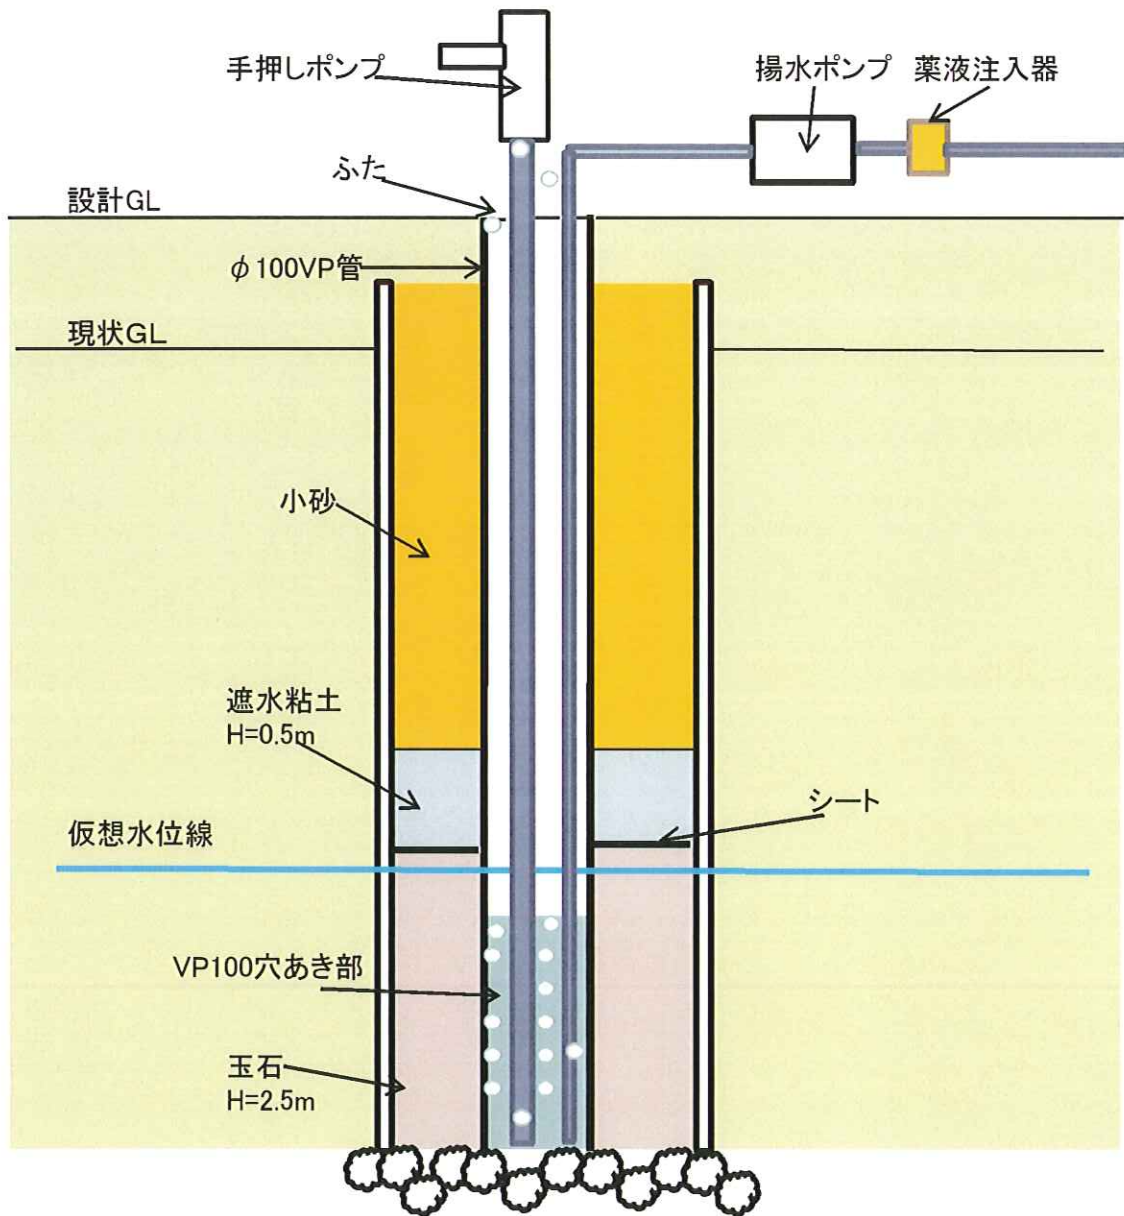 手押しポンプ
揚水ポンプ
薬液注入器
ふた
設計GL
φ100VP管
現状GL
小砂
遮水粘土
H=0.5m
シート
仮想水位線
VP100穴あき部
玉石
H=2.5m